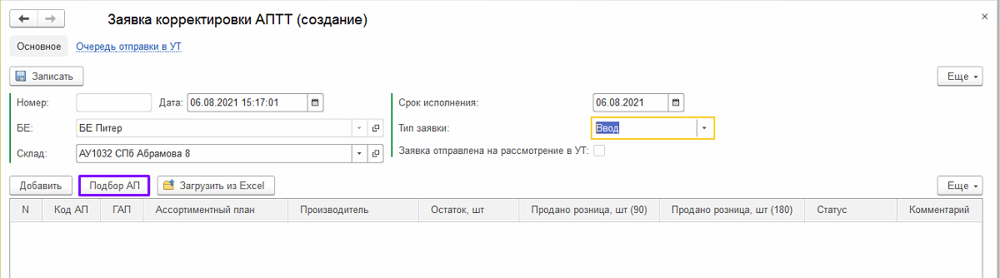 Заявка корректировки АПТТ (создание)
Основное Очередь отправки в УТ
Записать Еще
Номер: Дата: 06.08.2021 15:17:01 Срок исполнения: 06.08.2021
БЕ: БЕ Питер Тип заявки: Ввод
Склад: АУ1032 СПб Абрамова 8 Заявка отправлена на рассмотрение в УТ:
Добавить Подбор АП Загрузить из Excel Еще
N Код АП ГАП Ассортиментный план Производитель Остаток, шт Продано розница, шт (90) Продано розница, шт (180) Статус Комментарий